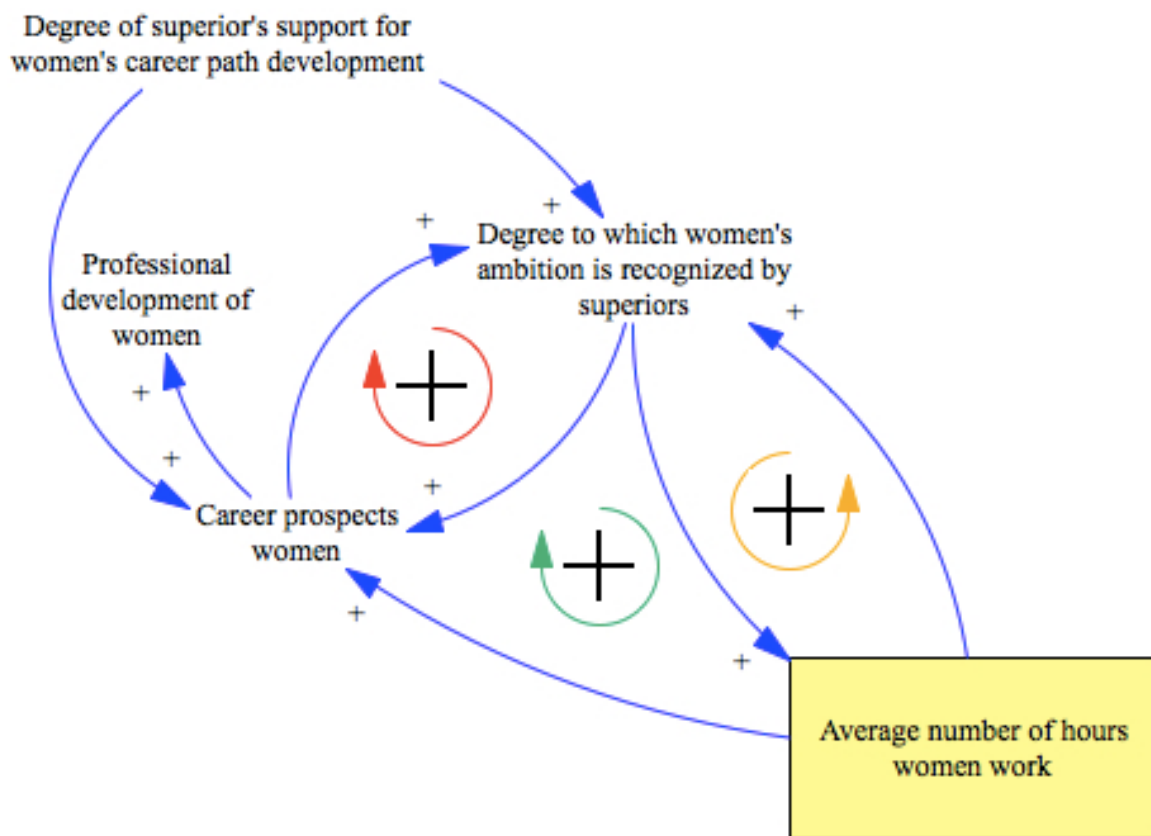 Degree of superior's support for
women's career path development
+
+
Degree to which women's
ambition is recognized by
superiors
Professional
development of
women
+
+
+
+
Career prospects
women
+
+
+
+
+
Average number of hours
women work